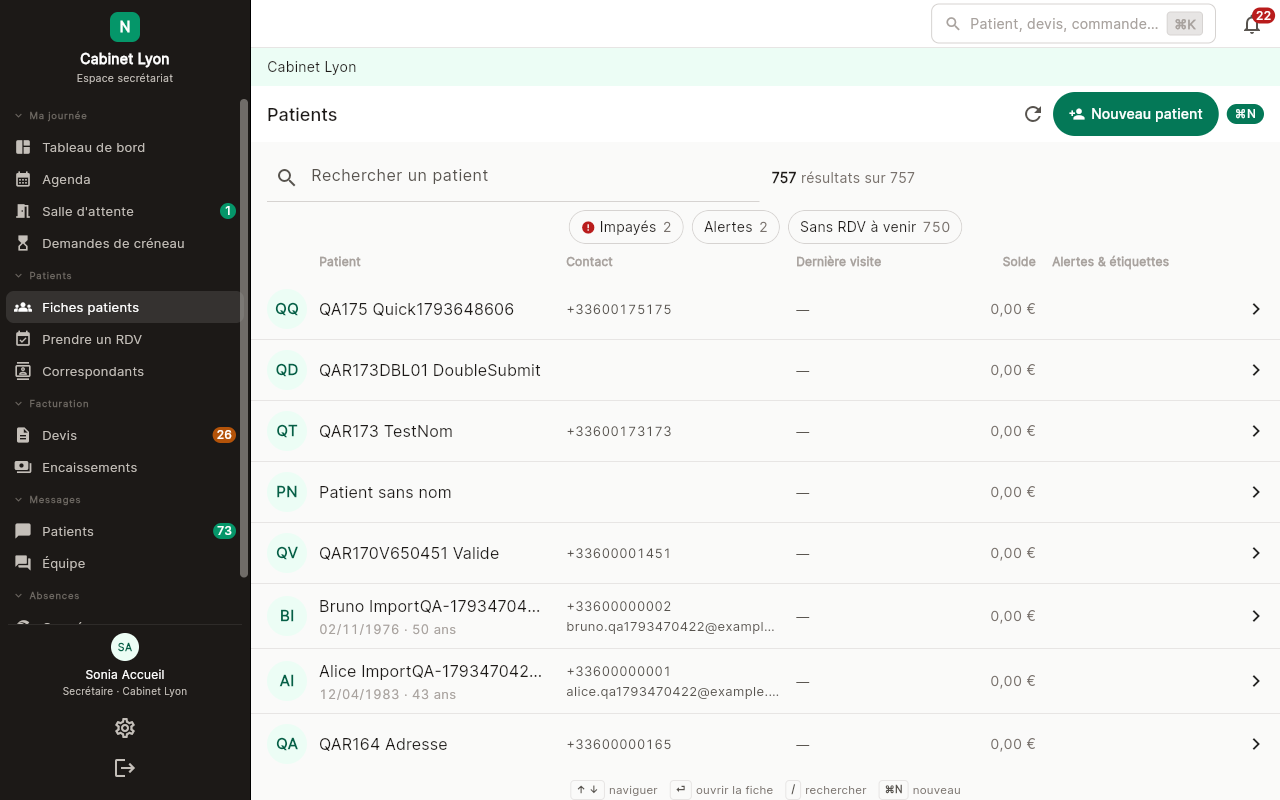 N
Cabinet Lyon
Espace secrétariat
Ma journée
Tableau de bord
Agenda
Salle d'attente 1
Demandes de créneau
Patients
Fiches patients
Prendre un RDV
Correspondants
Facturation
Devis 26
Encaissements
Messages
Patients 73
Équipe
Absences
SA
Sonia Accueil
Secrétaire · Cabinet Lyon
Patient, devis, commande... ⌘K
22
Cabinet Lyon
Patients
Nouveau patient ⌘N
Rechercher un patient
757 résultats sur 757
Impayés 2 Alertes 2 Sans RDV à venir 750
Patient Contact Dernière visite Solde Alertes & étiquettes
QQ QA175 Quick1793648606 +33600175175 — 0,00 €
QD QAR173DBL01 DoubleSubmit — 0,00 €
QT QAR173 TestNom +33600173173 — 0,00 €
PN Patient sans nom — 0,00 €
QV QAR170V650451 Valide +33600001451 — 0,00 €
BI Bruno ImportQA-17934704... +33600000002 — 0,00 €
02/11/1976 · 50 ans bruno.qa1793470422@exampl...
AI Alice ImportQA-179347042... +33600000001 — 0,00 €
12/04/1983 · 43 ans alice.qa1793470422@example....
QA QAR164 Adresse +33600000165 — 0,00 €
↑ ↓ naviguer ⏎ ouvrir la fiche / rechercher ⌘N nouveau